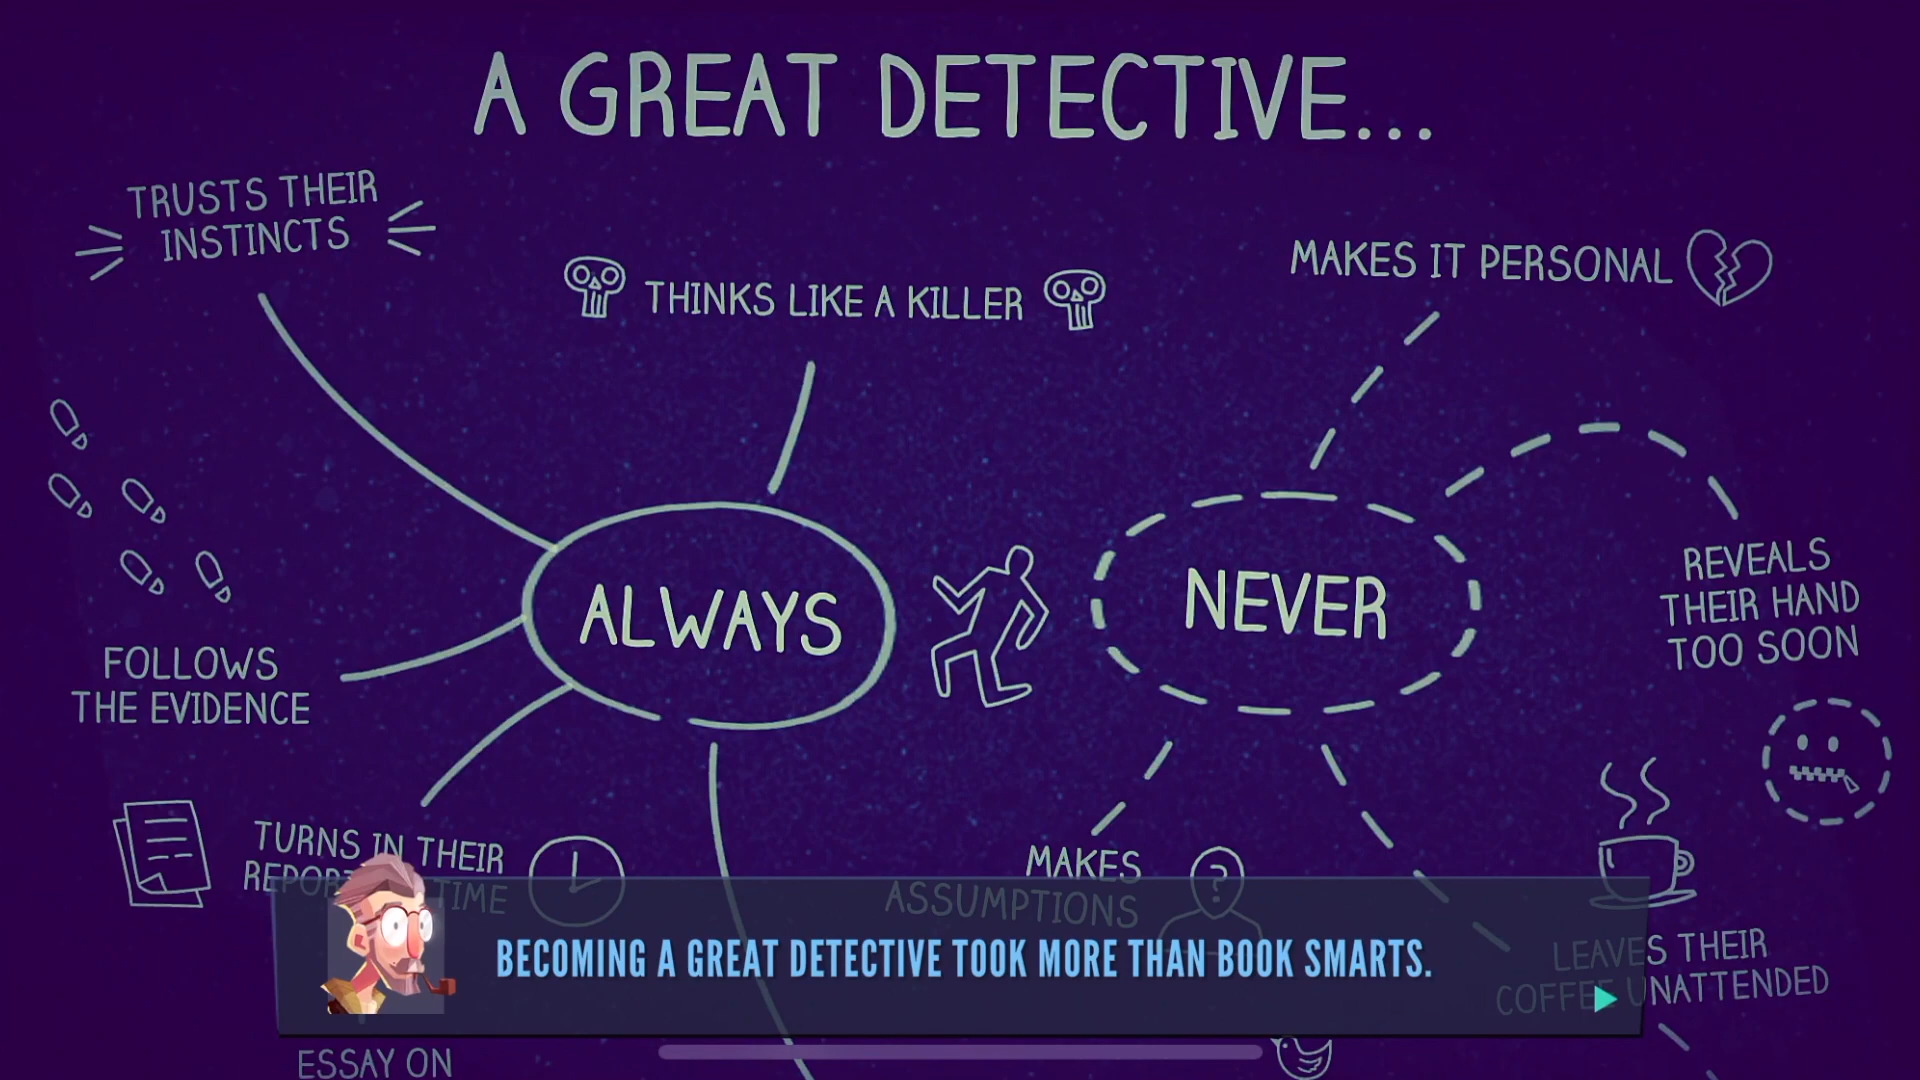 A GREAT DETECTIVE...
TRUSTS THEIR
INSTINCTS
THINKS LIKE A KILLER
MAKES IT PERSONAL
ALWAYS
NEVER
REVEALS
THEIR HAND
TOO SOON
FOLLOWS
THE EVIDENCE
TURNS IN THEIR
TIME
MAKES
ASSUMPTIONS
LEAVES THEIR
COFFEE UNATTENDED
BECOMING A GREAT DETECTIVE TOOK MORE THAN BOOK SMARTS.
ESSAY ON